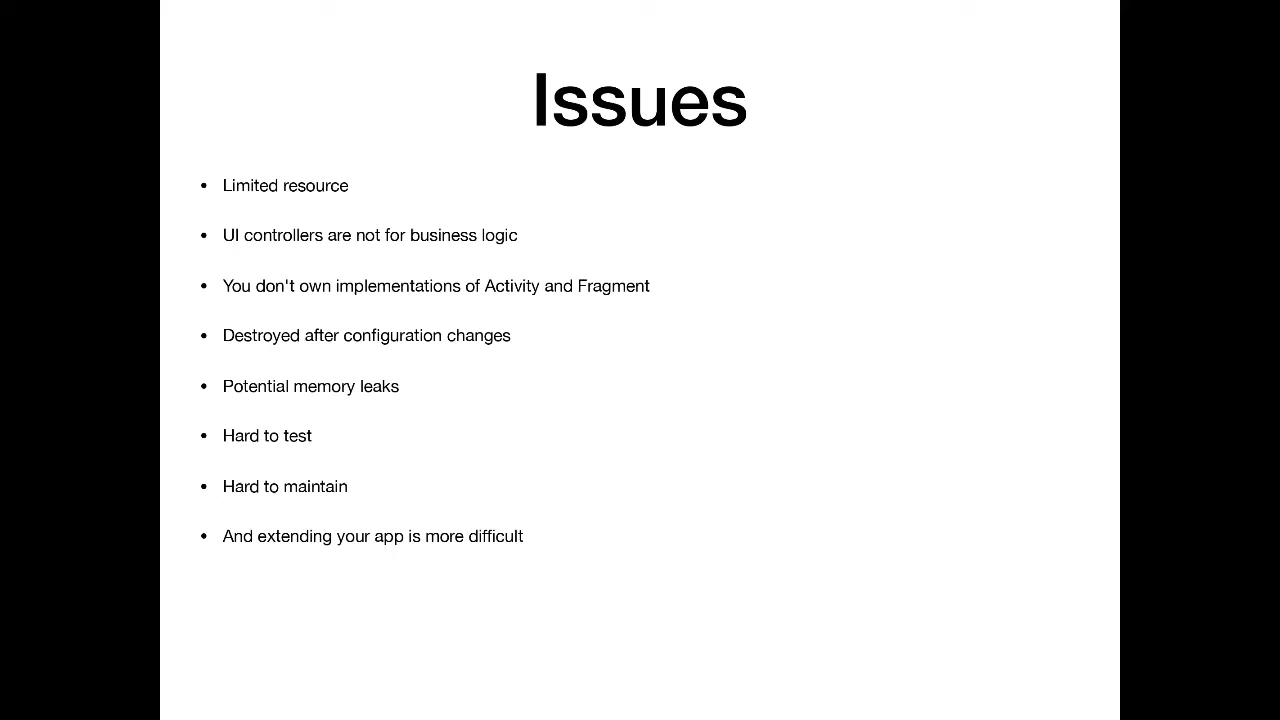 Issues
• Limited resource
• UI controllers are not for business logic
• You don't own implementations of Activity and Fragment
• Destroyed after configuration changes
• Potential memory leaks
• Hard to test
• Hard to maintain
• And extending your app is more difficult